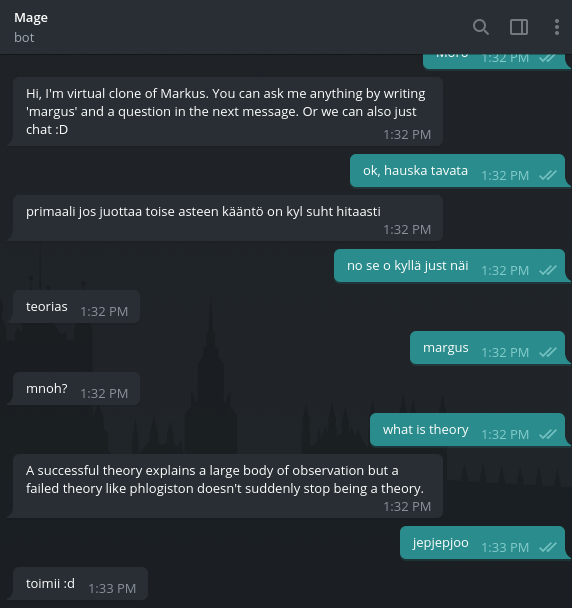 Mage
bot
Moro 1:32 PM
Hi, I'm virtual clone of Markus. You can ask me anything by writing
'margus' and a question in the next message. Or we can also just
chat :D
1:32 PM
ok, hauska tavata 1:32 PM
primaali jos juottaa toise asteen kääntö on kyl suht hitaasti
1:32 PM
no se o kyllä just näi 1:32 PM
teorias 1:32 PM
margus 1:32 PM
mnoh? 1:32 PM
what is theory 1:32 PM
A successful theory explains a large body of observation but a
failed theory like phlogiston doesn't suddenly stop being a theory.
1:32 PM
jepjepjoo 1:33 PM
toimii :d 1:33 PM